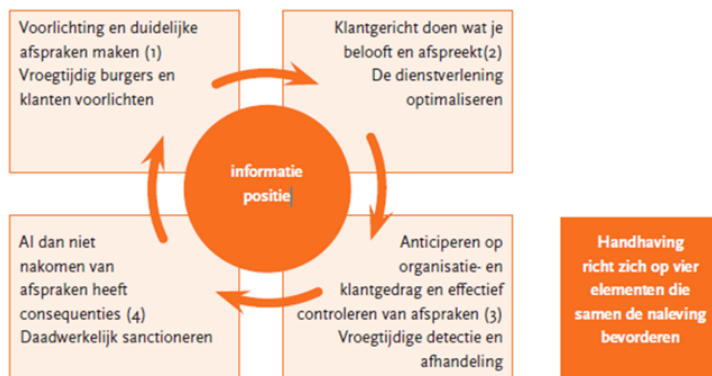 Voorlichting en duidelijke
afspraken maken (1)
Vroegtijdig burgers en
klanten voorlichten
Klantgericht doen wat je
belooft en afspreekt(2)
De dienstverlening
optimaliseren
informatie
positie
Al dan niet
nakomen van
afspraken heeft
consequenties (4)
Daadwerkelijk sanctioneren
Anticiperen op
organisatie- en
klantgedrag en effectief
controleren van afspraken (3)
Vroegtijdige detectie en
afhandeling
Handhaving
richt zich op vier
elementen die
samen de naleving
bevorderen